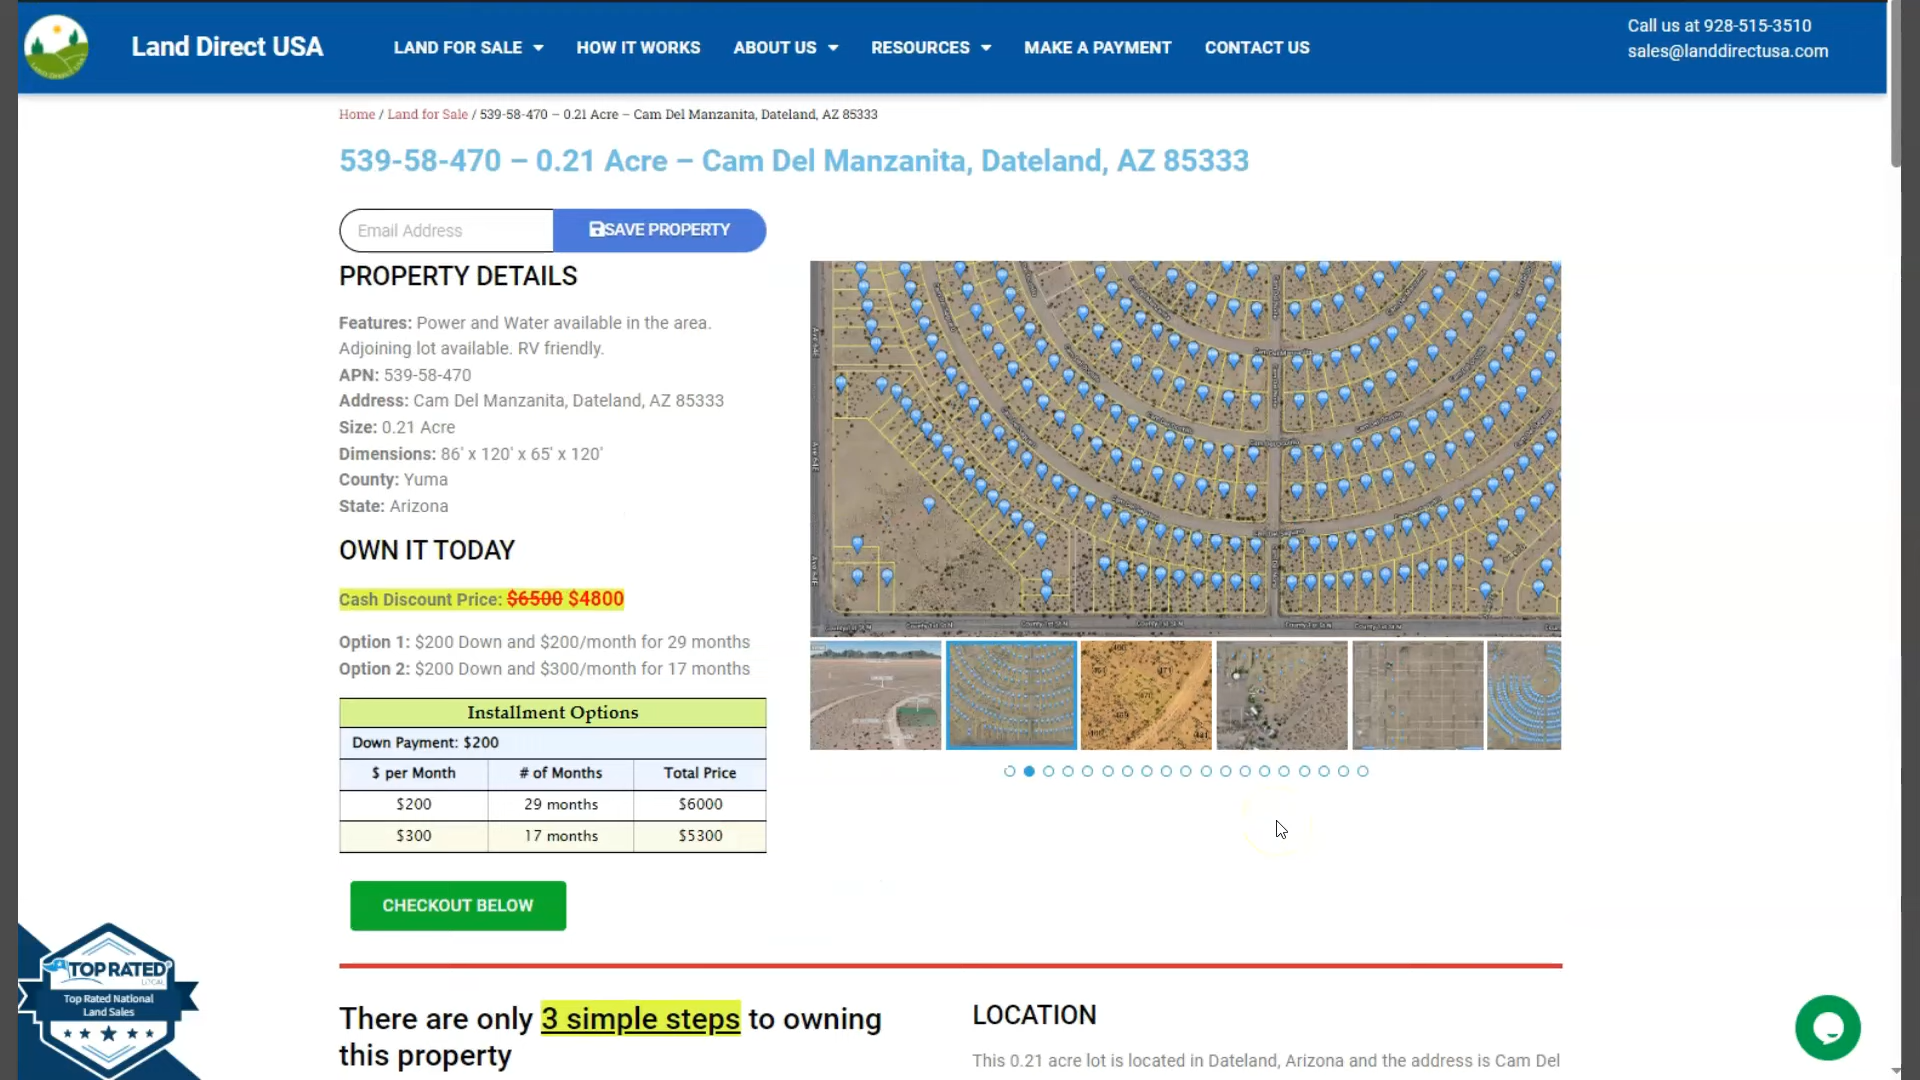 Land Direct USA
LAND FOR SALE
HOW IT WORKS
ABOUT US
RESOURCES
MAKE A PAYMENT
CONTACT US
Call us at 928-515-3510
sales@landdirectusa.com
Home / Land for Sale / 539-58-470 – 0.21 Acre – Cam Del Manzanita, Dateland, AZ 85333
539-58-470 – 0.21 Acre – Cam Del Manzanita, Dateland, AZ 85333
Email Address
SAVE PROPERTY
PROPERTY DETAILS
Features: Power and Water available in the area.
Adjoining lot available. RV friendly.
APN: 539-58-470
Address: Cam Del Manzanita, Dateland, AZ 85333
Size: 0.21 Acre
Dimensions: 86' x 120' x 65' x 120'
County: Yuma
State: Arizona
OWN IT TODAY
Cash Discount Price: $6500 $4800
Option 1: $200 Down and $200/month for 29 months
Option 2: $200 Down and $300/month for 17 months
Installment Options
Down Payment: $200
$ per Month # of Months Total Price
$200 29 months $6000
$300 17 months $5300
CHECKOUT BELOW
TOP RATED
LOCAL
Top Rated National
Land Sales
There are only 3 simple steps to owning
this property
LOCATION
This 0.21 acre lot is located in Dateland, Arizona and the address is Cam Del